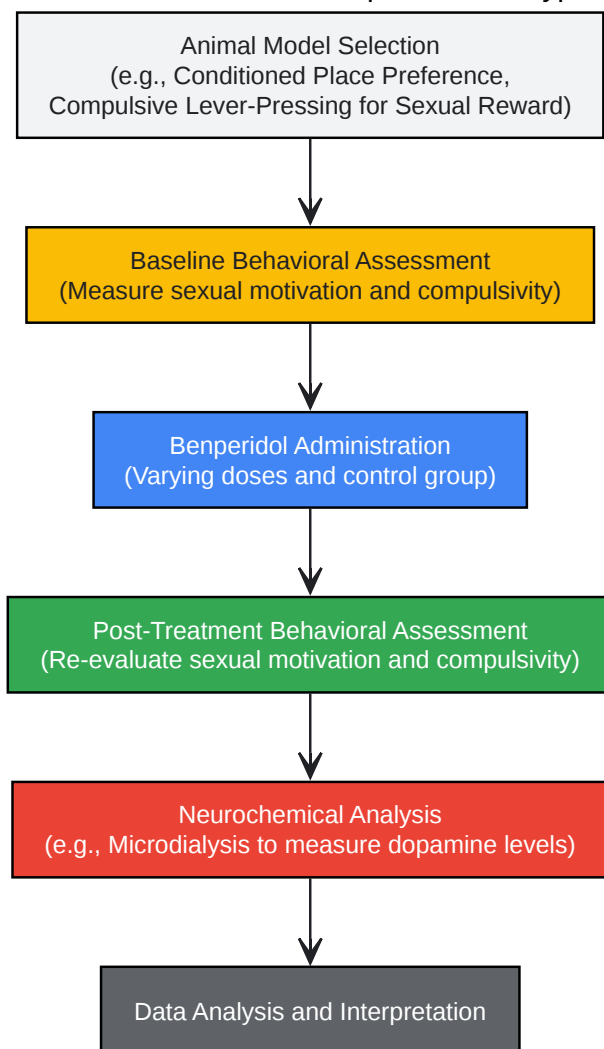 Animal Model Selection
(e.g., Conditioned Place Preference,
Compulsive Lever-Pressing for Sexual Reward)
Baseline Behavioral Assessment
(Measure sexual motivation and compulsivity)
Benperidol Administration
(Varying doses and control group)
Post-Treatment Behavioral Assessment
(Re-evaluate sexual motivation and compulsivity)
Neurochemical Analysis
(e.g., Microdialysis to measure dopamine levels)
Data Analysis and Interpretation